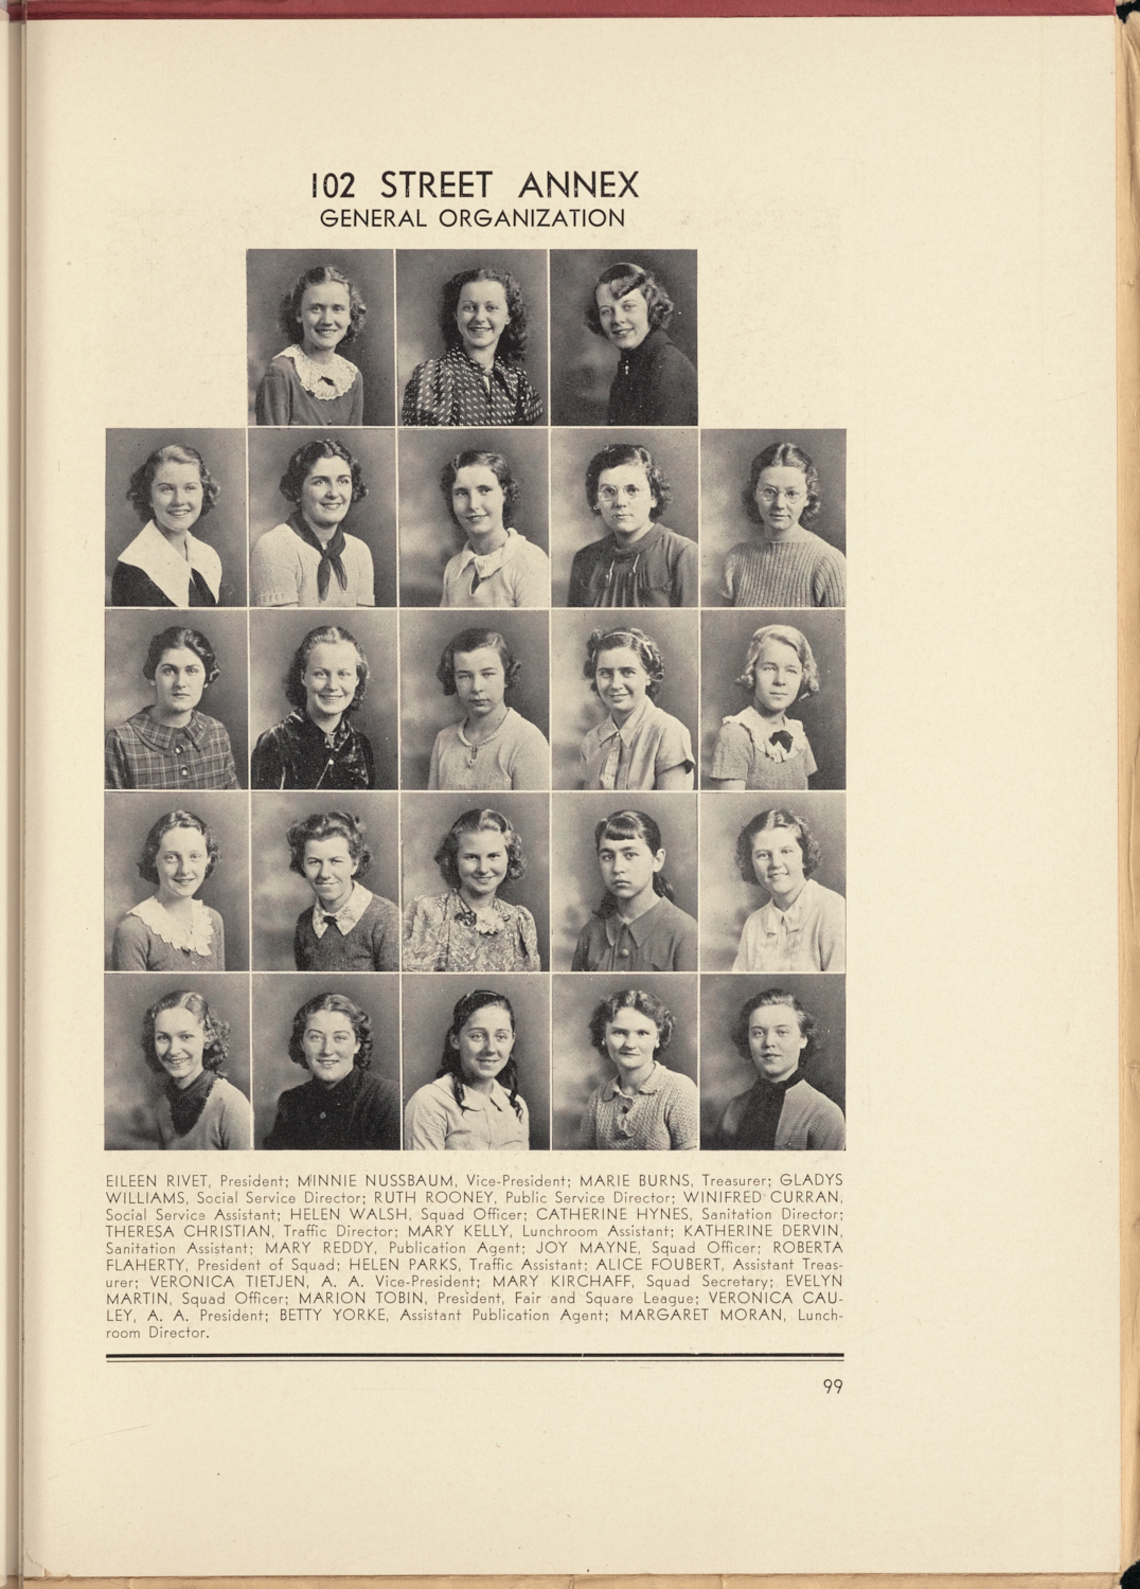 102 STREET ANNEX
GENERAL ORGANIZATION
EILEEN RIVET, President; MINNIE NUSSBAUM, Vice-President; MARIE BURNS, Treasurer; GLADYS
WILLIAMS, Social Service Director; RUTH ROONEY, Public Service Director; WINIFRED CURRAN,
Social Service Assistant; HELEN WALSH, Squad Officer; CATHERINE HYNES, Sanitation Director;
THERESA CHRISTIAN, Traffic Director; MARY KELLY, Lunchroom Assistant; KATHERINE DERVIN,
Sanitation Assistant; MARY REDDY, Publication Agent; JOY MAYNE, Squad Officer; ROBERTA
FLAHERTY, President of Squad; HELEN PARKS, Traffic Assistant; ALICE FOUBERT, Assistant Treas-
urer; VERONICA TIETJEN, A. A. Vice-President; MARY KIRCHAFF, Squad Secretary; EVELYN
MARTIN, Squad Officer; MARION TOBIN, President, Fair and Square League; VERONICA CAU-
LEY, A. A. President; BETTY YORKE, Assistant Publication Agent; MARGARET MORAN, Lunch-
room Director.
99